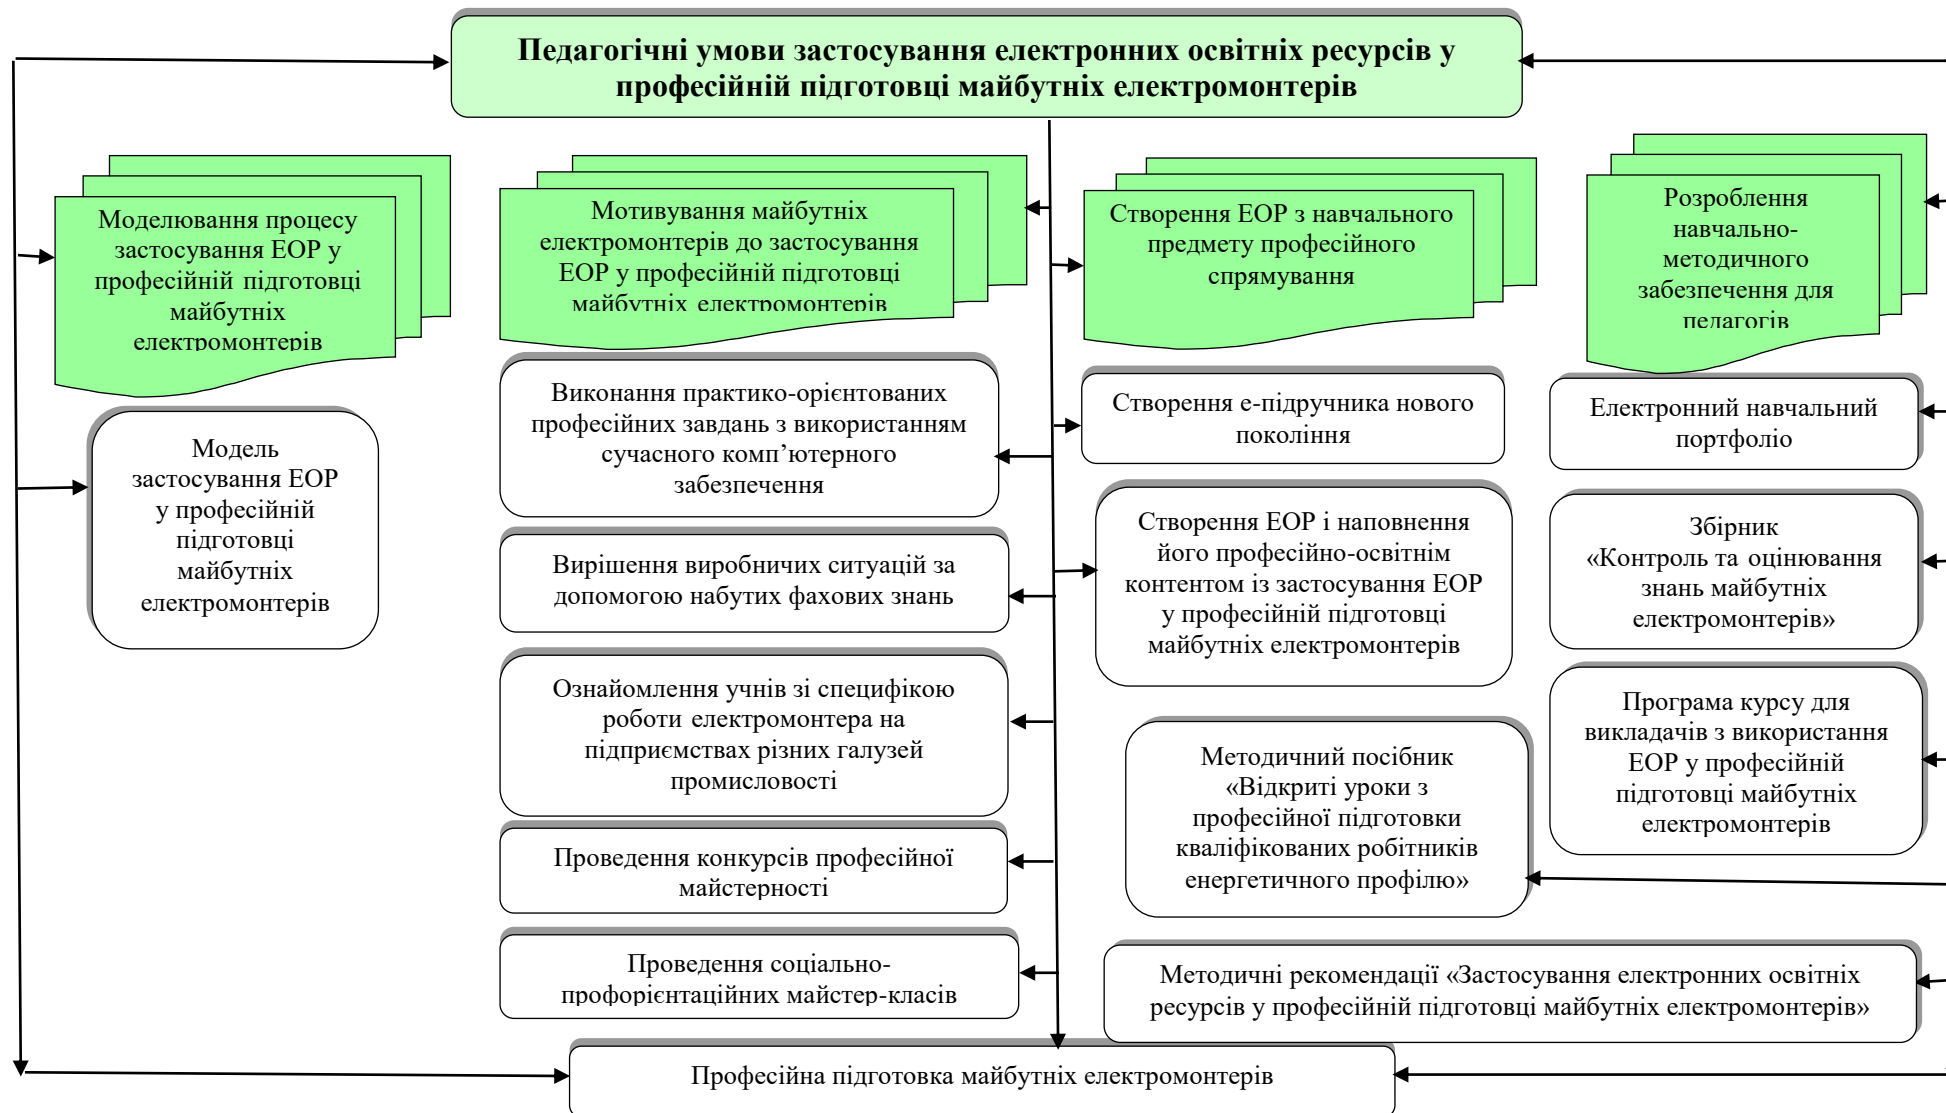 Педагогічні умови застосування електронних освітніх ресурсів у
професійній підготовці майбутніх електромонтерів
Моделювання процесу
застосування ЕОР у
професійній підготовці
майбутніх
електромонтерів
Модель
застосування ЕОР
у професійній
підготовці
майбутніх
електромонтерів
Мотивування майбутніх
електромонтерів до застосування
ЕОР у професійній підготовці
майбутніх електромонтерів
Виконання практико-орієнтованих
професійних завдань з використанням
сучасного комп’ютерного
забезпечення
Вирішення виробничих ситуацій за
допомогою набутих фахових знань
Ознайомлення учнів зі специфікою
роботи електромонтера на
підприємствах різних галузей
промисловості
Проведення конкурсів професійної
майстерності
Проведення соціально-
профорієнтаційних майстер-класів
Створення ЕОР з навчального
предмету професійного
спрямування
Створення е-підручника нового
покоління
Створення ЕОР і наповнення
його професійно-освітнім
контентом із застосування ЕОР
у професійній підготовці
майбутніх електромонтерів
Методичний посібник
«Відкриті уроки з
професійної підготовки
кваліфікованих робітників
енергетичного профілю»
Розроблення
навчально-
методичного
забезпечення для
педагогів
Електронний навчальний
портфоліо
Збірник
«Контроль та оцінювання
знань майбутніх
електромонтерів»
Програма курсу для
викладачів з використання
ЕОР у професійній
підготовці майбутніх
електромонтерів
Методичні рекомендації «Застосування електронних освітніх
ресурсів у професійній підготовці майбутніх електромонтерів»
Професійна підготовка майбутніх електромонтерів